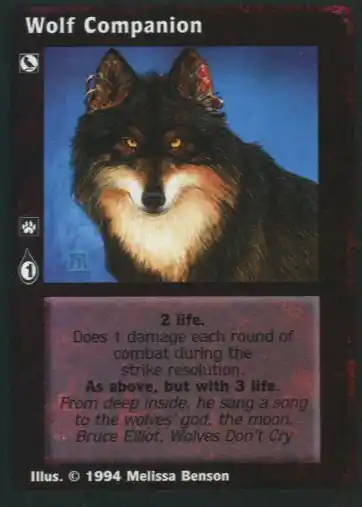 Wolf Companion
1
2 life.
Does 1 damage each round of
combat during the
strike resolution.
As above, but with 3 life.
From deep inside, he sang a song
to the wolves' god, the moon.
Bruce Elliot, Wolves Don't Cry
Illus. © 1994 Melissa Benson